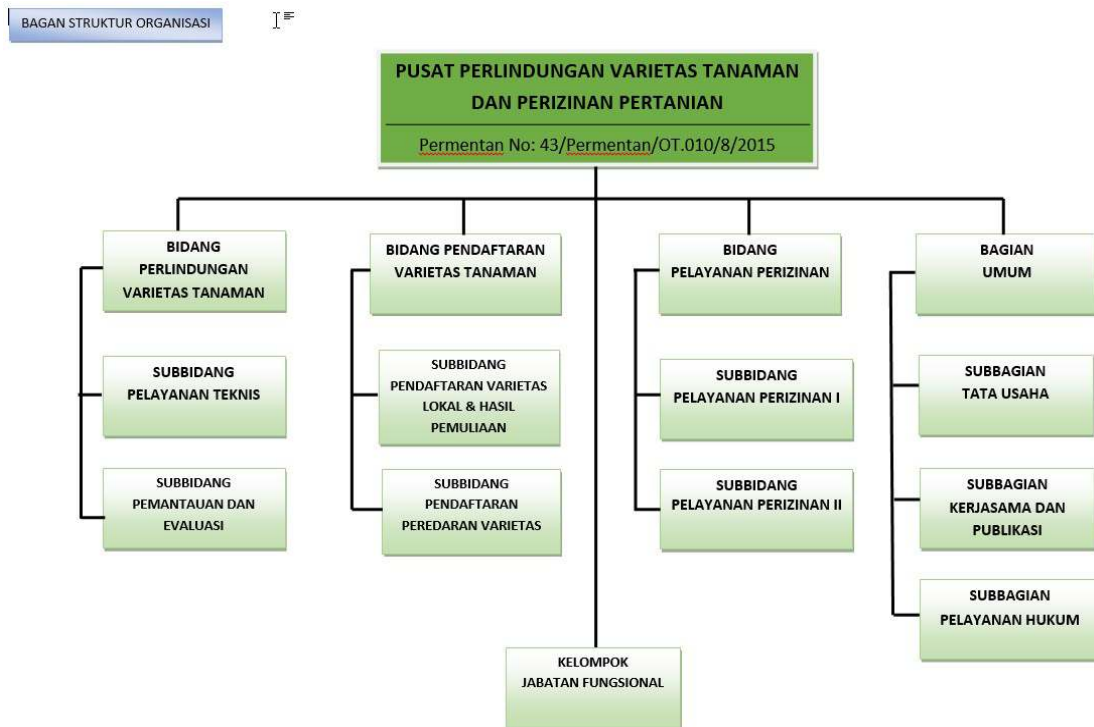 BAGAN STRUKTUR ORGANISASI
PUSAT PERLINDUNGAN VARIETAS TANAMAN
DAN PERIZINAN PERTANIAN
Permentan No: 43/Permentan/OT.010/8/2015
BIDANG
PERLINDUNGAN
VARIETAS TANAMAN
SUBBIDANG
PELAYANAN TEKNIS
SUBBIDANG
PEMANTAUAN DAN
EVALUASI
BIDANG PENDAFTARAN
VARIETAS TANAMAN
SUBBIDANG
PENDAFTARAN VARIETAS
LOKAL & HASIL
PEMULIAAN
SUBBIDANG
PENDAFTARAN
PEREDARAN VARIETAS
BIDANG
PELAYANAN PERIZINAN
SUBBIDANG
PELAYANAN PERIZINAN I
SUBBIDANG
PELAYANAN PERIZINAN II
BAGIAN
UMUM
SUBBAGIAN
TATA USAHA
SUBBAGIAN
KERJASAMA DAN
PUBLIKASI
SUBBAGIAN
PELAYANAN HUKUM
KELOMPOK
JABATAN FUNGSIONAL